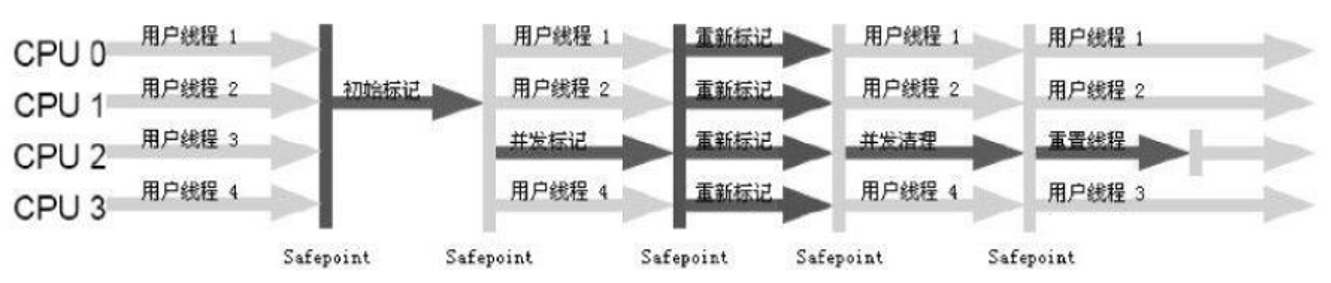 CPU 0 用户线程 1 用户线程 1 重新标记 用户线程 1 用户线程 1
CPU 1 用户线程 2 初始标记 用户线程 2 重新标记 用户线程 2 用户线程 2
CPU 2 用户线程 3 并发标记 重新标记 并发清理 重置线程
CPU 3 用户线程 4 用户线程 4 重新标记 用户线程 4 用户线程 3
Safepoint Safepoint Safepoint Safepoint Safepoint